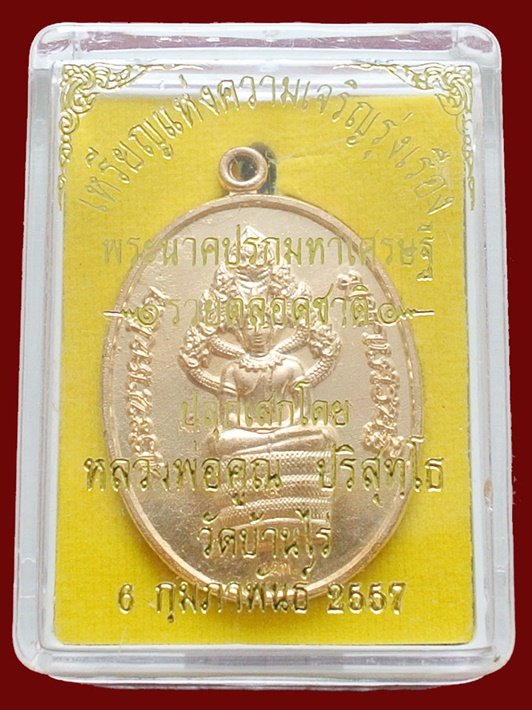 เหรียญแห่งความเจริญรุ่งเรือง
พระนาคปรกมหาเศรษฐี
รวยตลอดชาติ
ปลุกเสกโดย
หลวงพ่อคูณ ปริสุทฺโธ
วัดบ้านไร่
6 กุมภาพันธ์ 2557